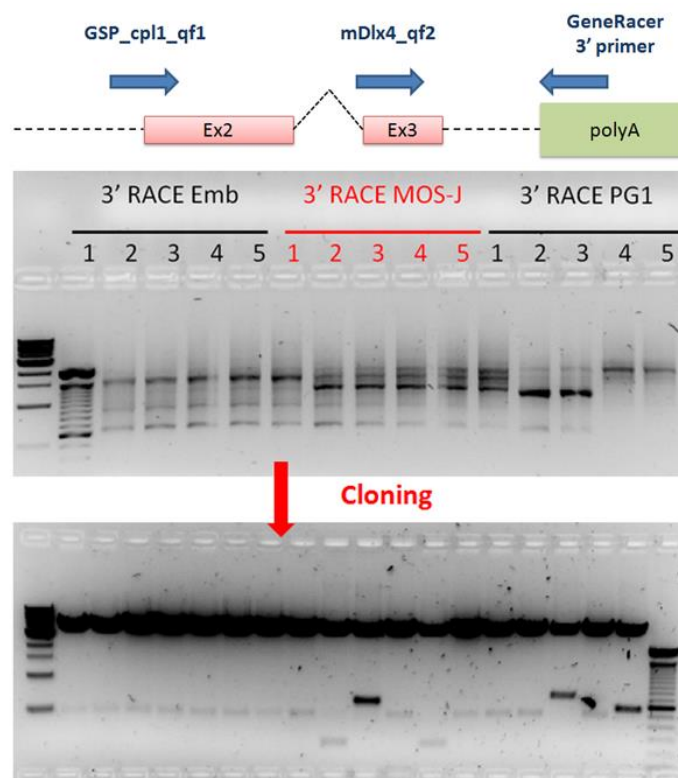 GSP_cpl1_qf1 mDlx4_qf2 GeneRacer
3’ primer
Ex2 Ex3 polyA
3’ RACE Emb 3’ RACE MOS-J 3’ RACE PG1
1 2 3 4 5 1 2 3 4 5 1 2 3 4 5
Cloning